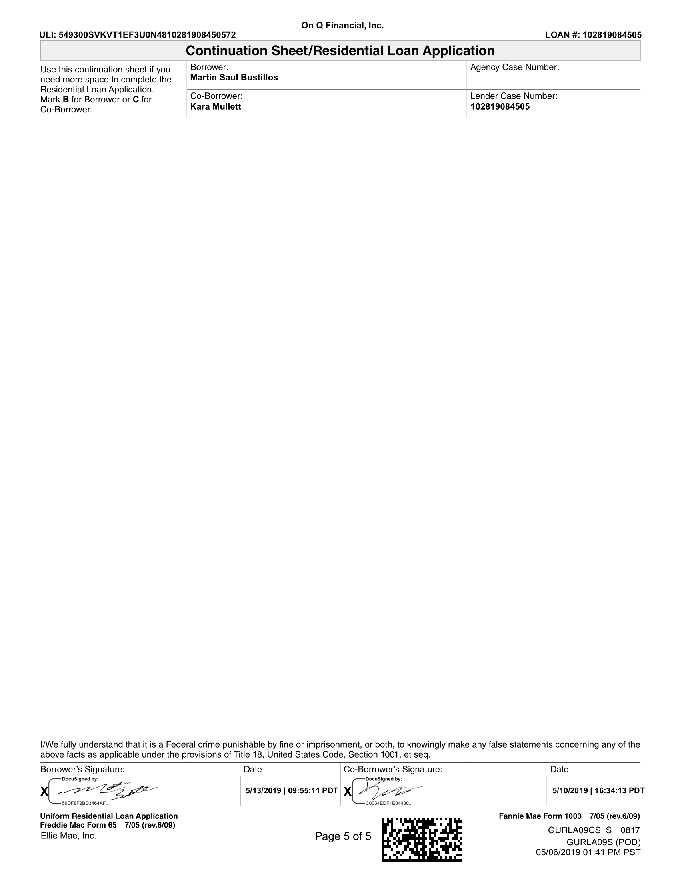 On Q Financial, Inc.
ULI: 549300SVKVT1EF3U0N4810281908450572
LOAN #: 102819084505
Continuation Sheet/Residential Loan Application
Use this continuation sheet if you
need more space to complete the
Residential Loan Application.
Mark B for Borrower or C for
Co-Borrower.
Borrower:
Martin Saul Bustillos
Agency Case Number:
Co-Borrower:
Kara Mullett
Lender Case Number:
102819084505
I/We fully understand that it is a Federal crime punishable by fine or imprisonment, or both, to knowingly make any false statements concerning any of the
above facts as applicable under the provisions of Title 18, United States Code, Section 1001, et seq.
Borrower's Signature:
Date
Co-Borrower's Signature:
Date
DocuSigned by:
X
5/13/2019 | 09:55:11 PDT
DocuSigned by:
X
5/10/2019 | 16:34:13 PDT
Uniform Residential Loan Application
Freddie Mac Form 65 7/05 (rev.6/09)
Ellie Mae, Inc.
Page 5 of 5
Fannie Mae Form 1003 7/05 (rev.6/09)
GURLA09CS_S 0817
GURLA09S (POD)
05/06/2019 01:41 PM PST